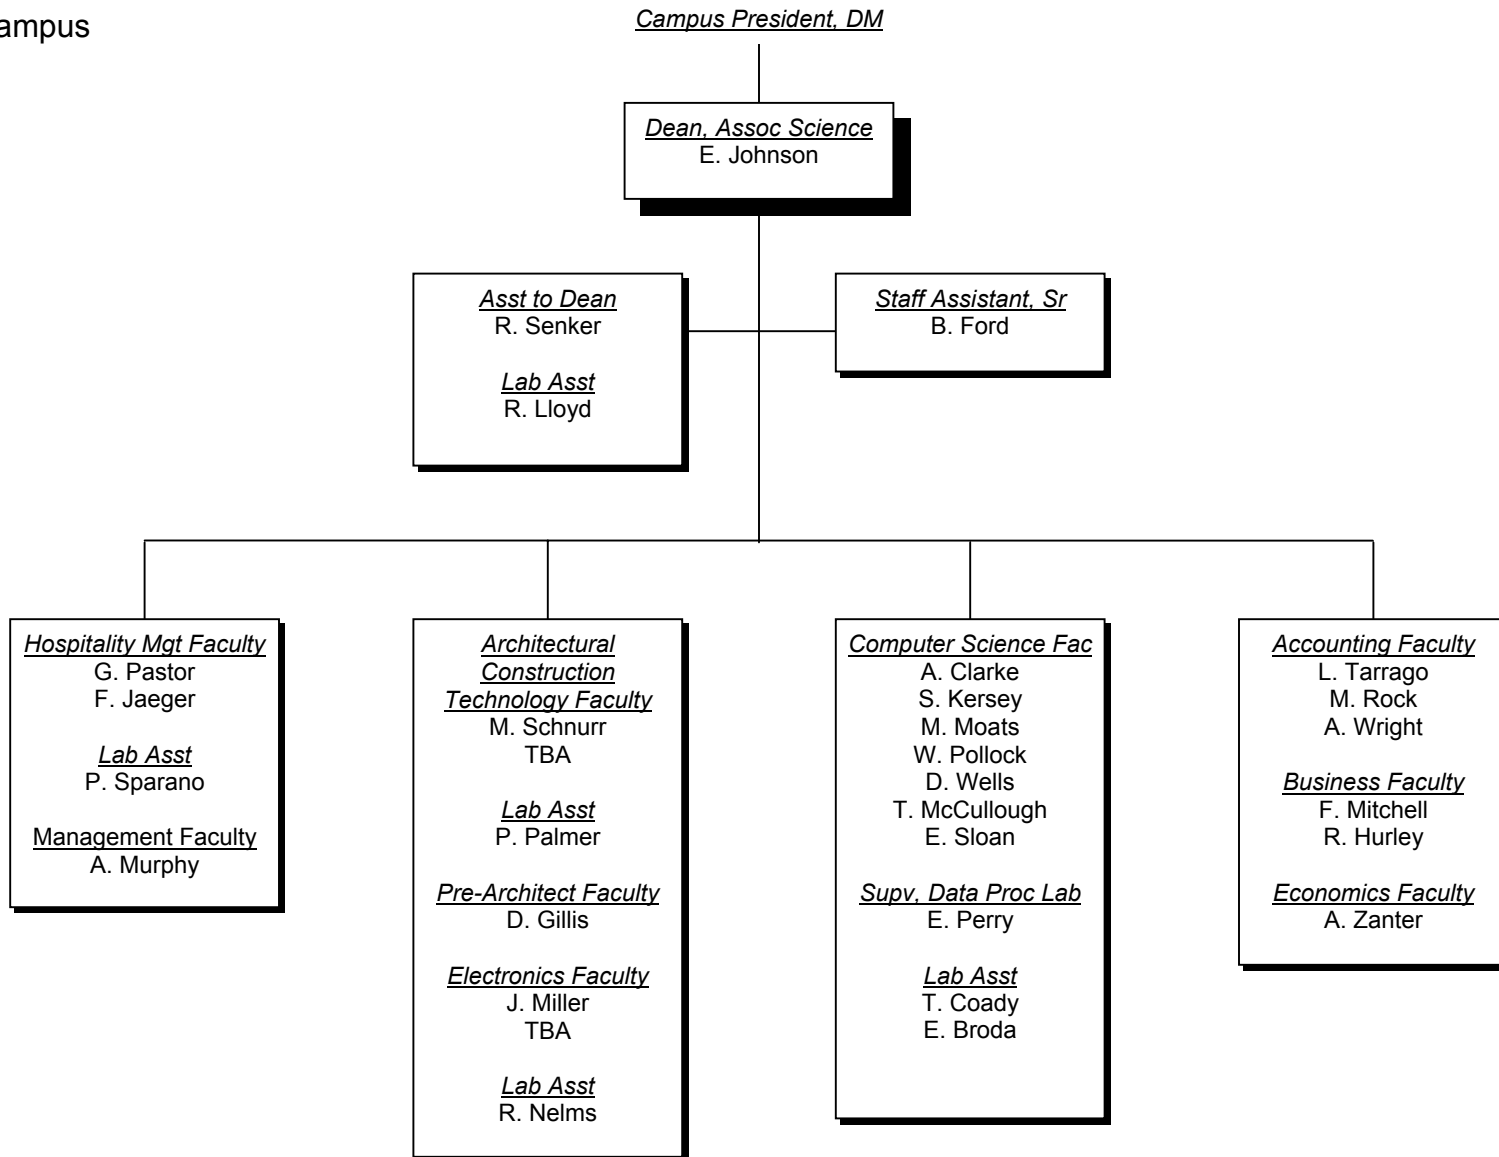 ampus
Campus President, DM
Dean, Assoc Science
E. Johnson
Asst to Dean
R. Senker
Lab Asst
R. Lloyd
Staff Assistant, Sr
B. Ford
Hospitality Mgt Faculty
G. Pastor
F. Jaeger
Lab Asst
P. Sparano
Management Faculty
A. Murphy
Architectural
Construction
Technology Faculty
M. Schnurr
TBA
Lab Asst
P. Palmer
Pre-Architect Faculty
D. Gillis
Electronics Faculty
J. Miller
TBA
Lab Asst
R. Nelms
Computer Science Fac
A. Clarke
S. Kersey
M. Moats
W. Pollock
D. Wells
T. McCullough
E. Sloan
Supv, Data Proc Lab
E. Perry
Lab Asst
T. Coady
E. Broda
Accounting Faculty
L. Tarrago
M. Rock
A. Wright
Business Faculty
F. Mitchell
R. Hurley
Economics Faculty
A. Zanter